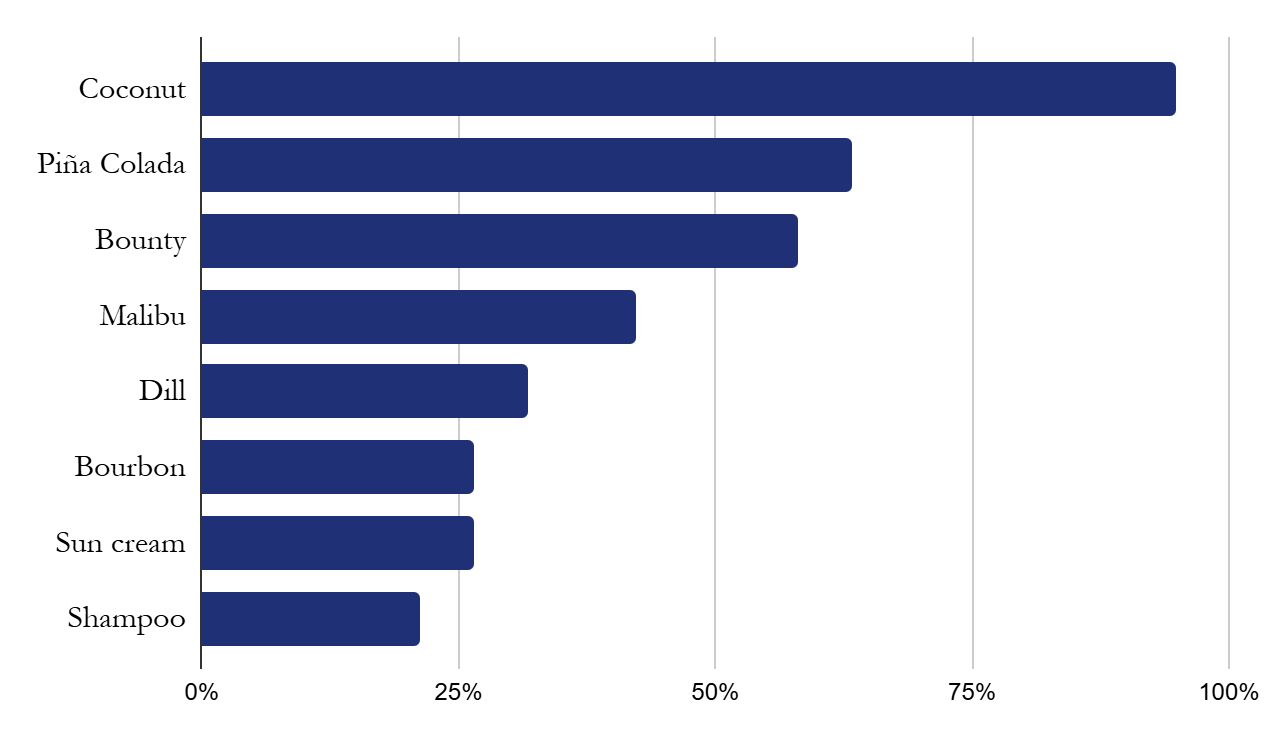 Coconut
Piña Colada
Bounty
Malibu
Dill
Bourbon
Sun cream
Shampoo
0% 25% 50% 75% 100%